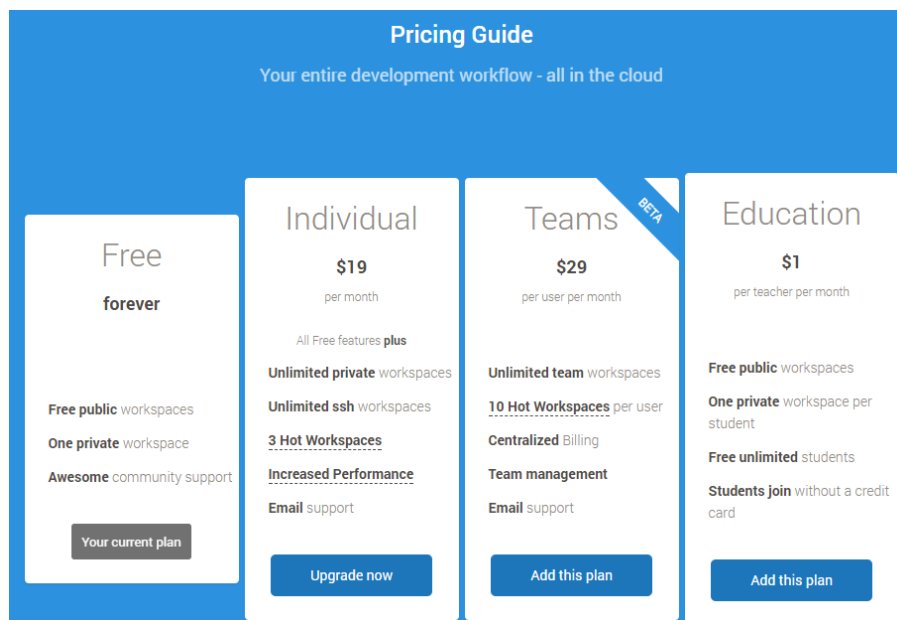 Pricing Guide
Your entire development workflow - all in the cloud
Free
forever
Free public workspaces
One private workspace
Awesome community support
Your current plan
Individual
$19
per month
All Free features plus
Unlimited private workspaces
Unlimited ssh workspaces
3 Hot Workspaces
Increased Performance
Email support
Upgrade now
BETA
Teams
$29
per user per month
Unlimited team workspaces
10 Hot Workspaces per user
Centralized Billing
Team management
Email support
Add this plan
Education
$1
per teacher per month
Free public workspaces
One private workspace per
student
Free unlimited students
Students join without a credit
card
Add this plan